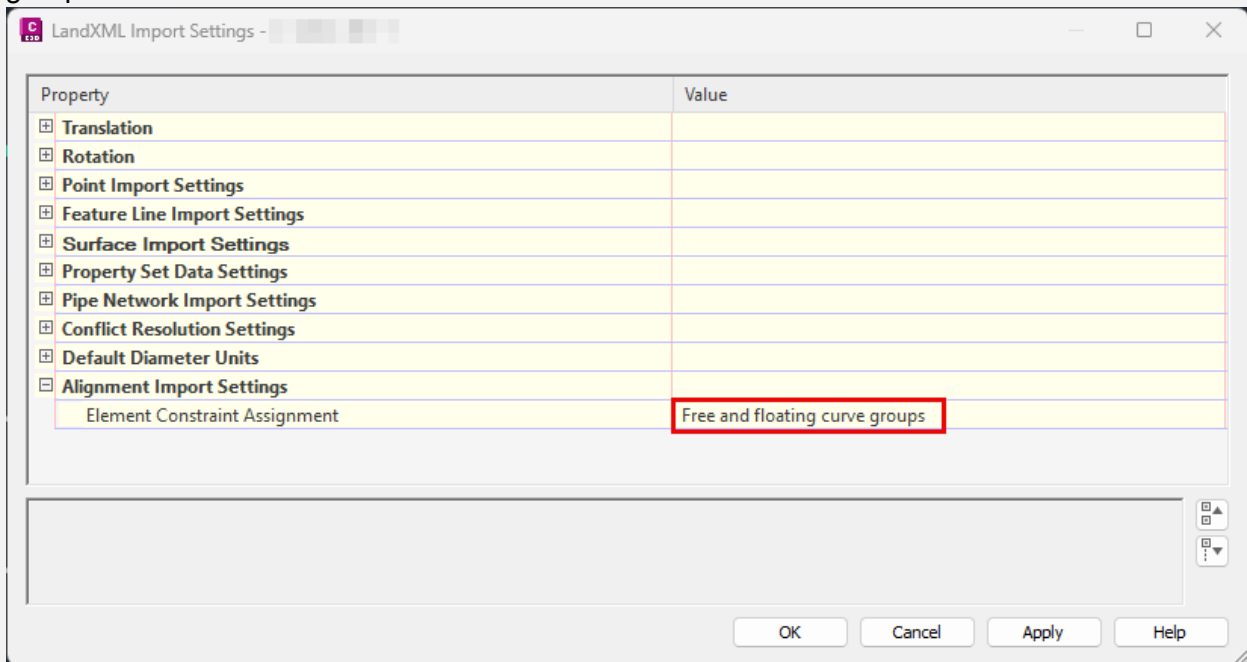 C
E3D
LandXML Import Settings -
Property Value
Translation
Rotation
Point Import Settings
Feature Line Import Settings
Surface Import Settings
Property Set Data Settings
Pipe Network Import Settings
Conflict Resolution Settings
Default Diameter Units
Alignment Import Settings
Element Constraint Assignment Free and floating curve groups
OK Cancel Apply Help